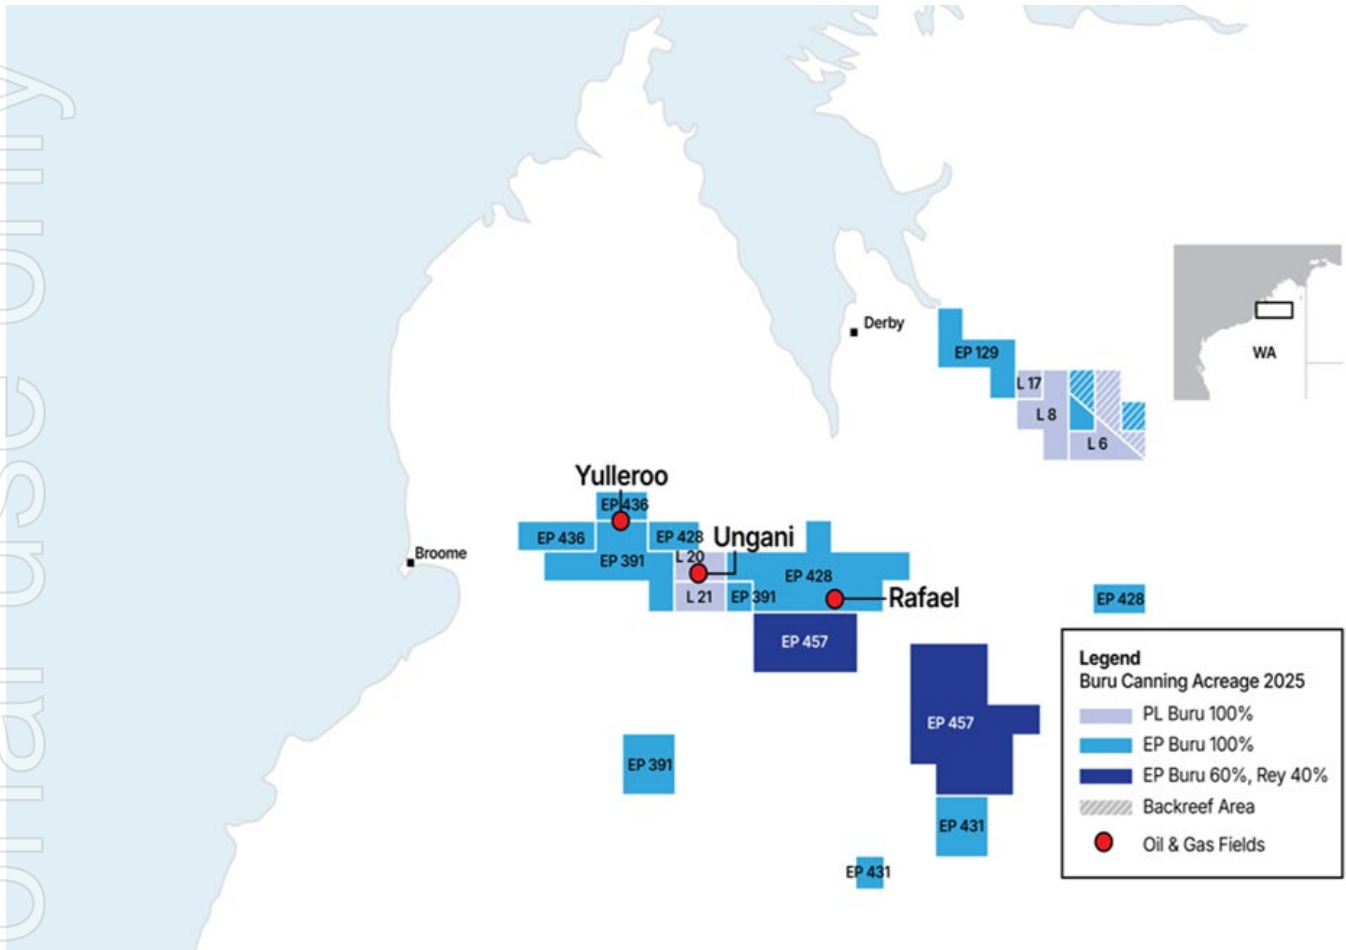 onal use only
Derby
EP 129
L 17
L 8
L 6
WA
Yulleroo
EP 436
EP 436
EP 428
Ungani
L 20
EP 391
EP 428
Broome
L 21
EP 391
Rafael
EP 428
EP 457
EP 457
EP 391
EP 431
EP 431
Legend
Buru Canning Acreage 2025
PL Buru 100%
EP Buru 100%
EP Buru 60%, Rey 40%
Backreef Area
Oil & Gas Fields